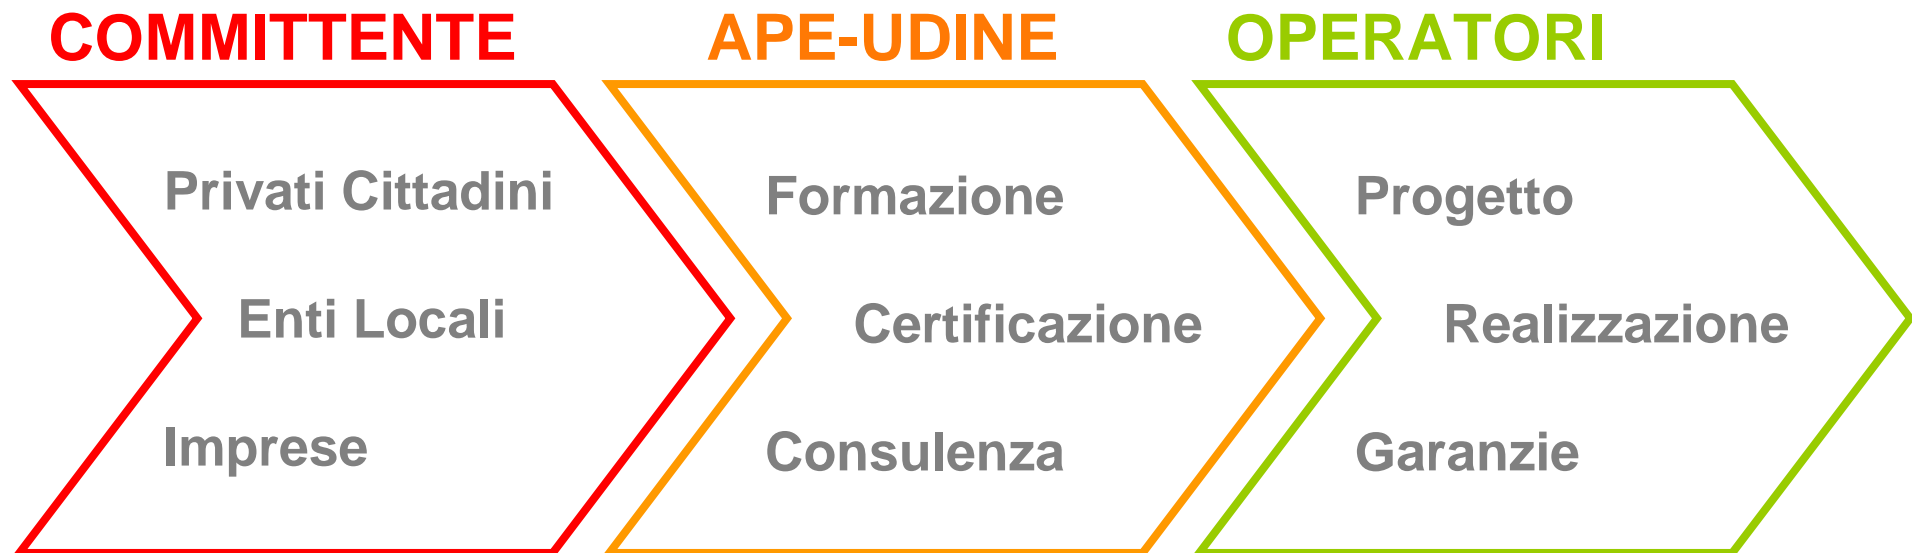 COMMITTENTE
Privati Cittadini
Enti Locali
Imprese
APE-UDINE
Formazione
Certificazione
Consulenza
OPERATORI
Progetto
Realizzazione
Garanzie